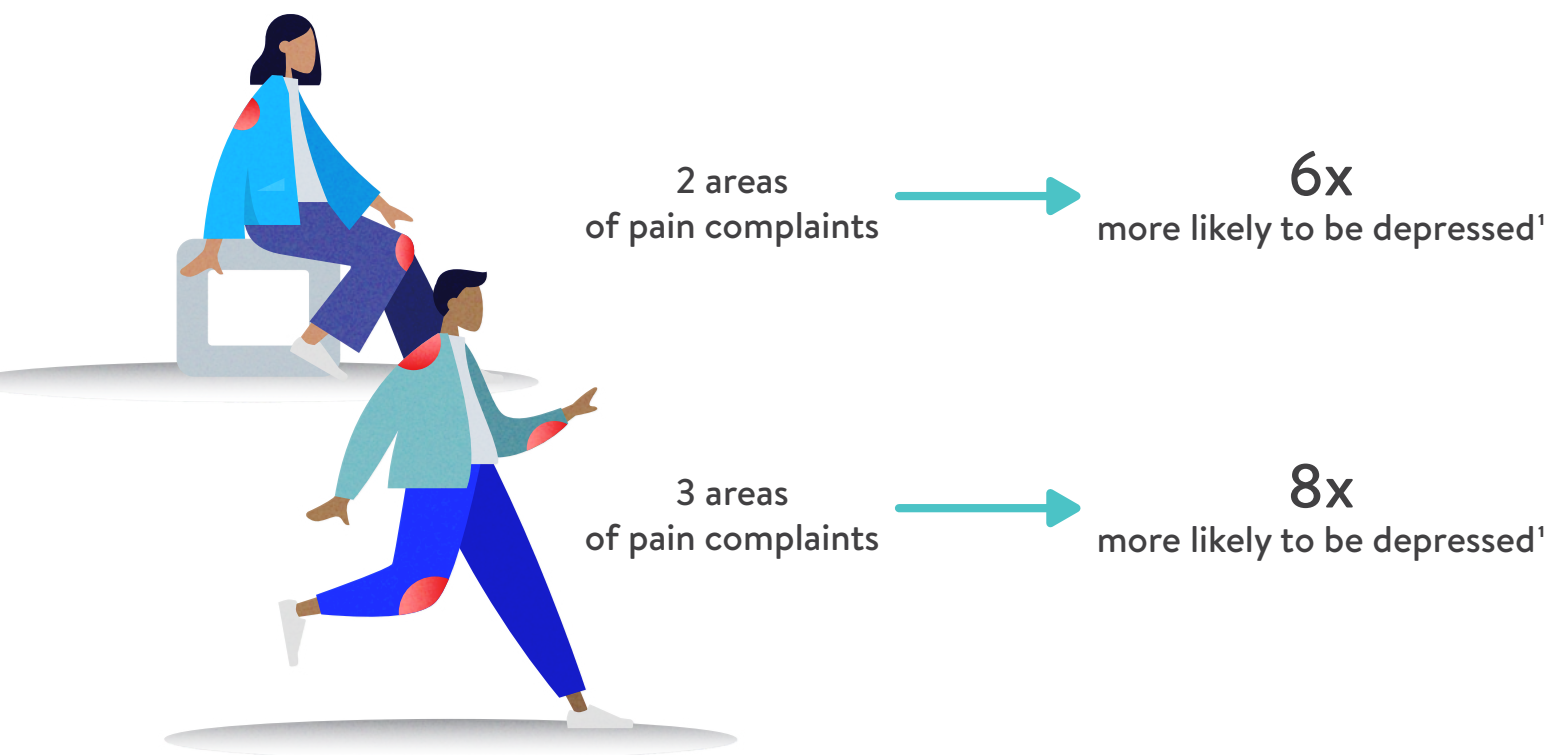 2 areas
of pain complaints
6x
more likely to be depressed¹
3 areas
of pain complaints
8x
more likely to be depressed¹